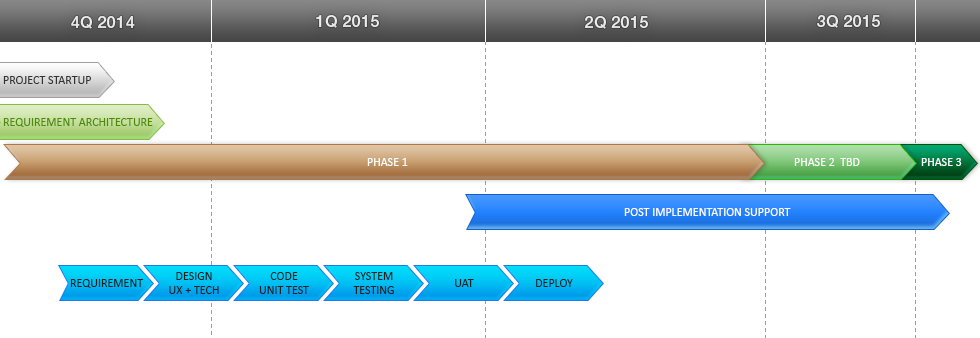 4Q 2014
1Q 2015
2Q 2015
3Q 2015
PROJECT STARTUP
REQUIREMENT ARCHITECTURE
PHASE 1
PHASE 2 TBD
PHASE 3
POST IMPLEMENTATION SUPPORT
REQUIREMENT
DESIGN
UX + TECH
CODE
UNIT TEST
SYSTEM
TESTING
UAT
DEPLOY